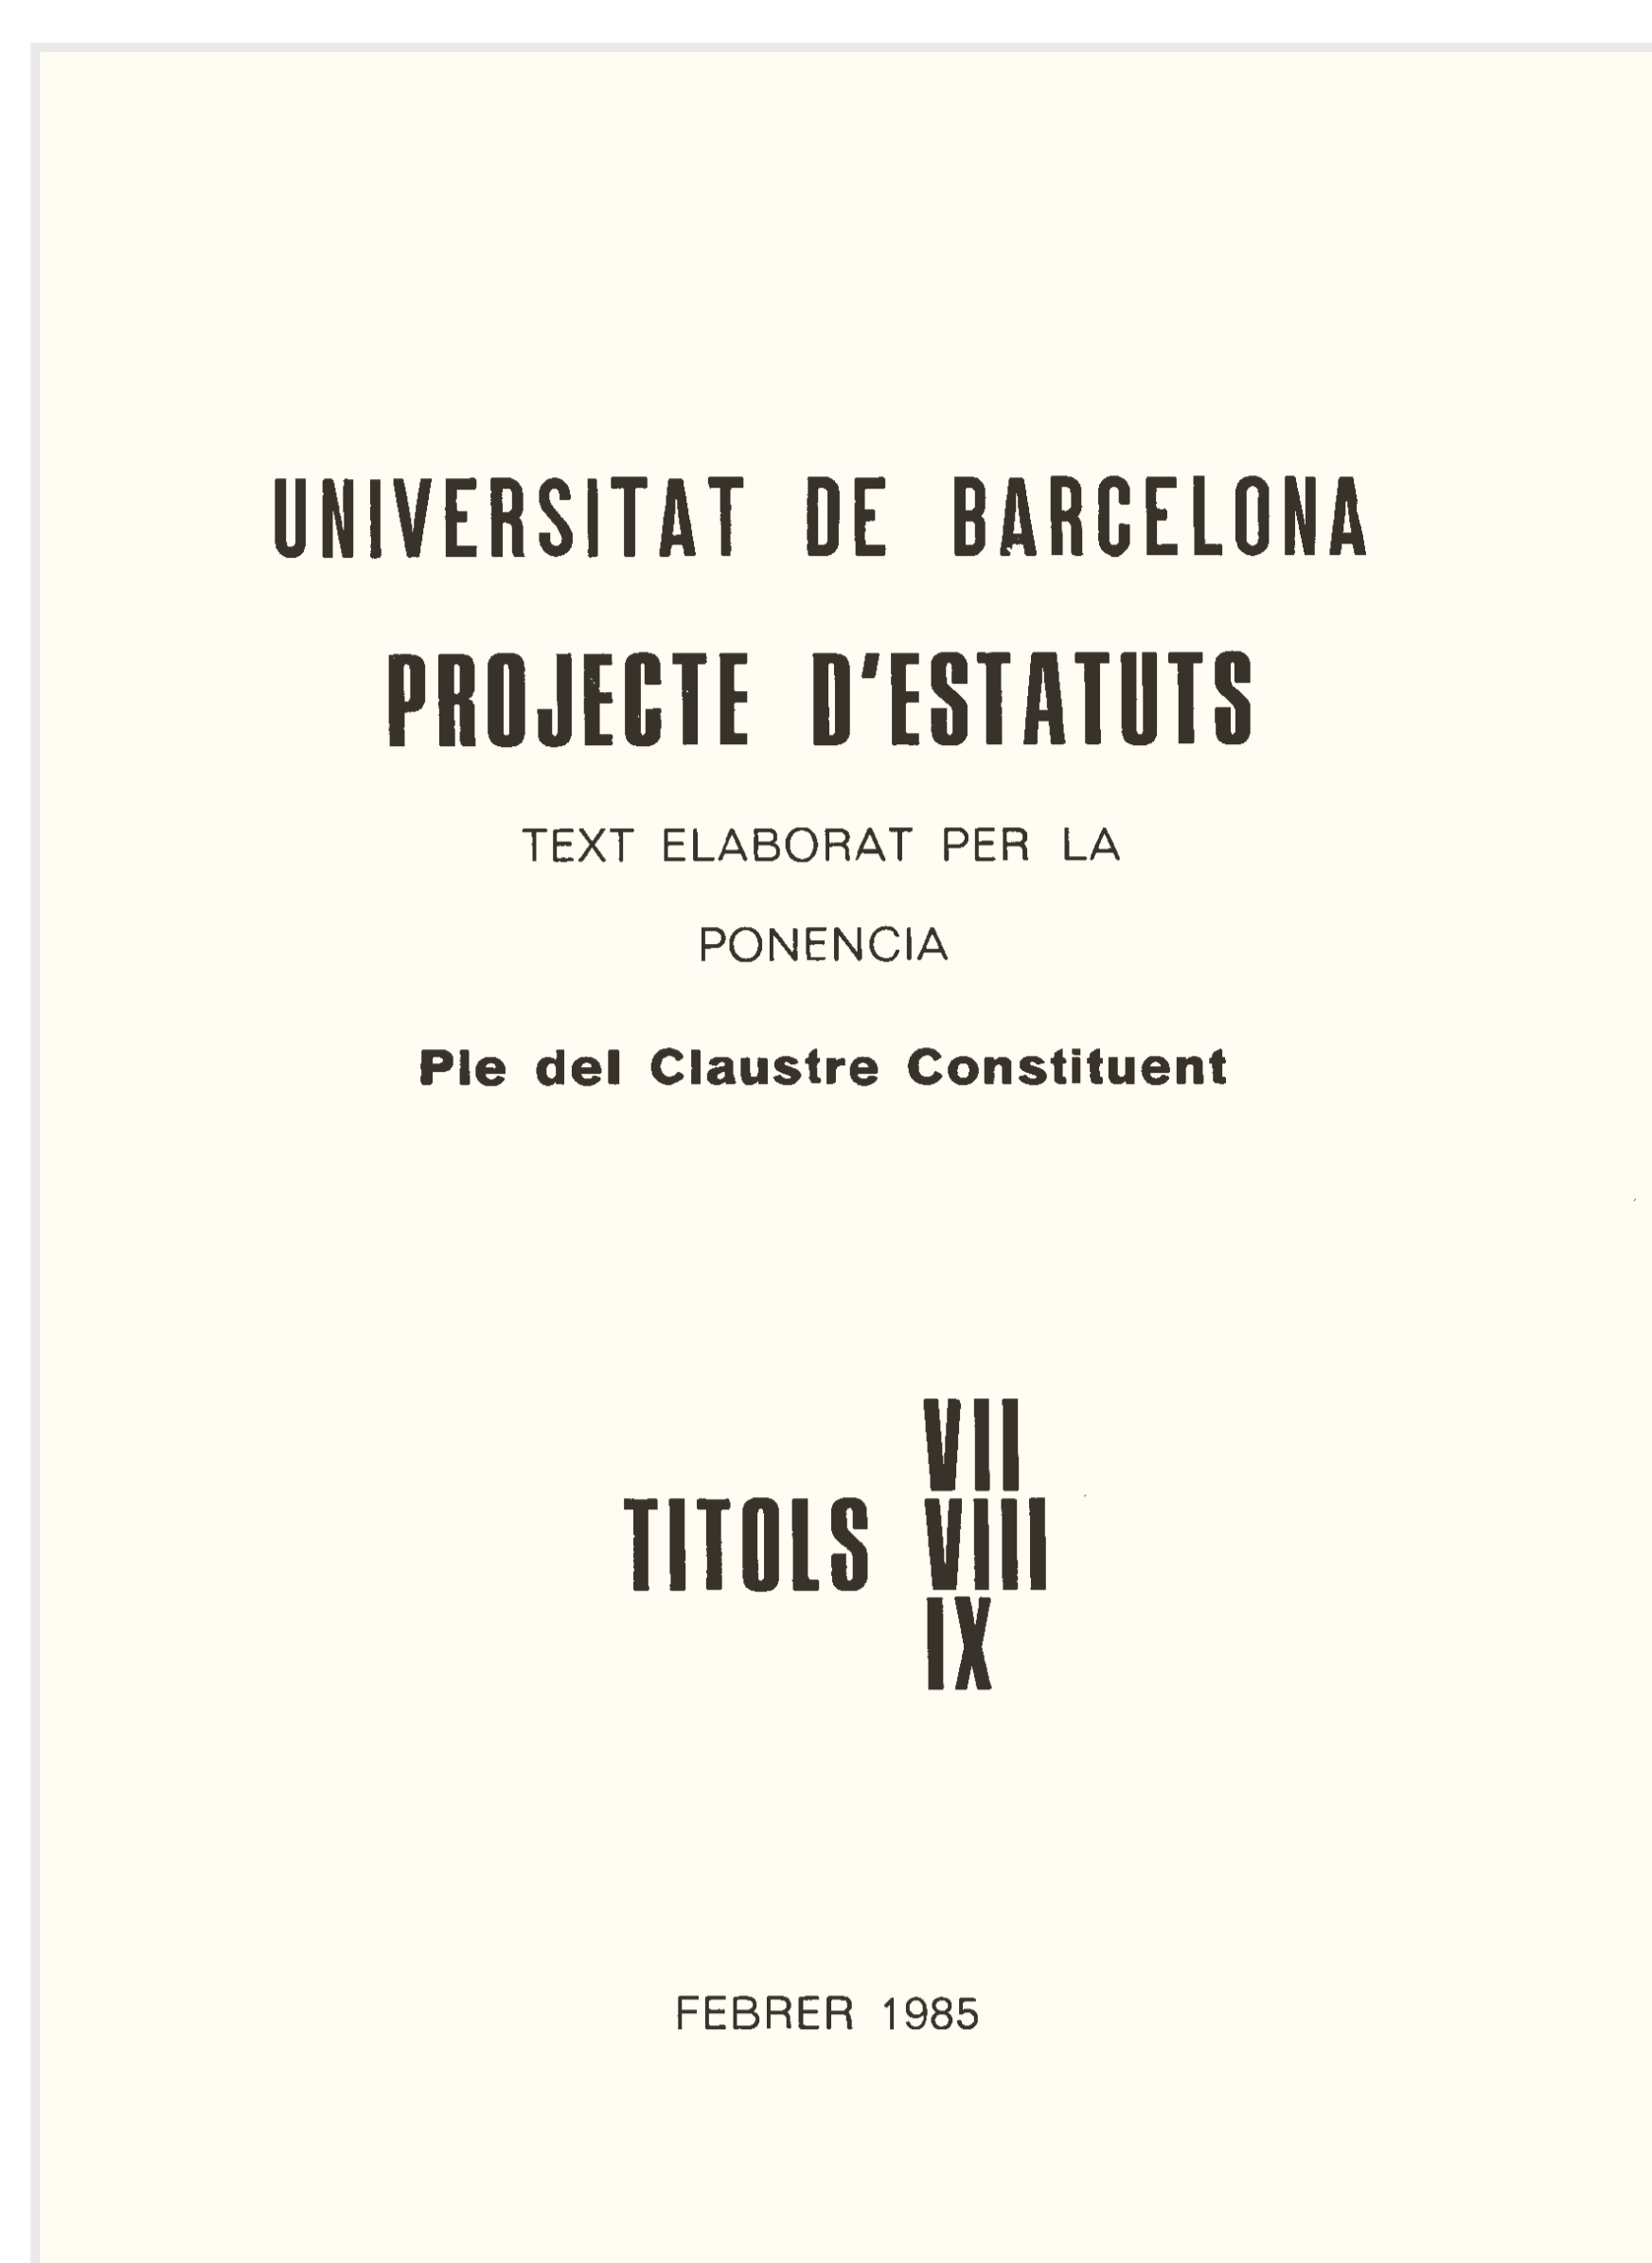 UNIVERSITAT DE BARCELONA
PROJECTE D'ESTATUTS
TEXT ELABORAT PER LA
PONENCIA
Ple del Claustre Constituent
VII
TITOLS VIII
IX
FEBRER 1985